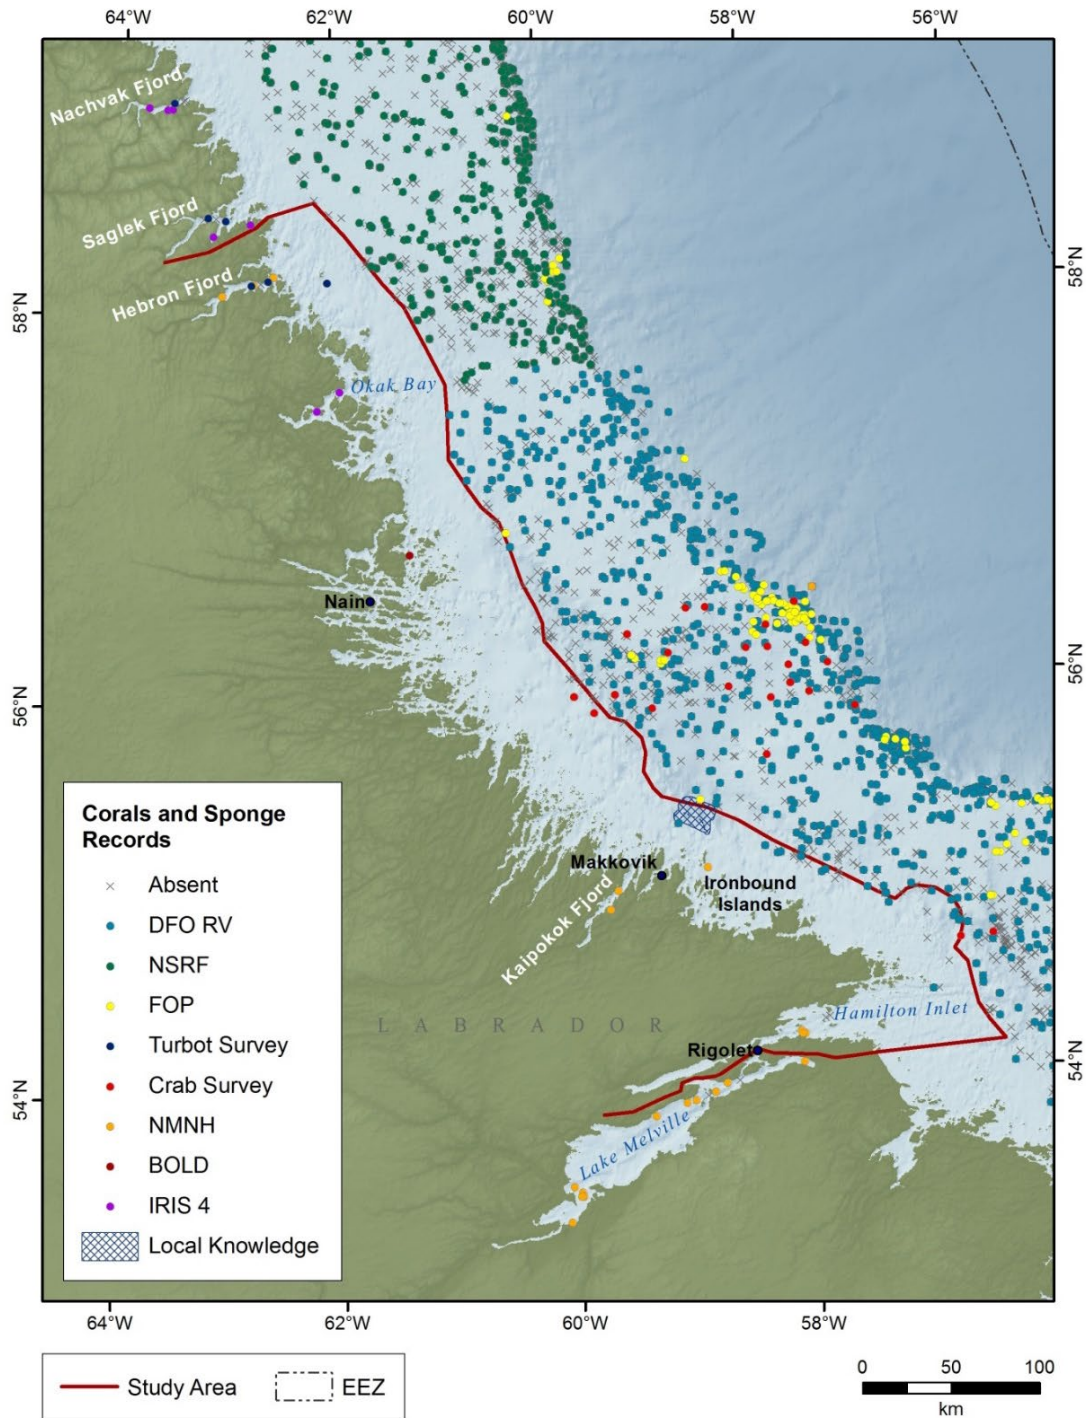 64°W 62°W 60°W 58°W 56°W
Nachvak Fjord
Saglek Fjord
Hebron Fjord
58°N
58°N
Okak Bay
Nain
56°N
56°N
Corals and Sponge
Records
Absent
DFO RV
NSRF
FOP
Turbot Survey
Crab Survey
NMNH
BOLD
IRIS 4
Local Knowledge
Makkovik
Ironbound
Islands
Kaipokok Fjord
LABRADOR
Hamilton Inlet
Rigolet
54°N
54°N
Lake Melville
64°W 62°W 60°W 58°W
Study Area
EEZ
0 50 100
km